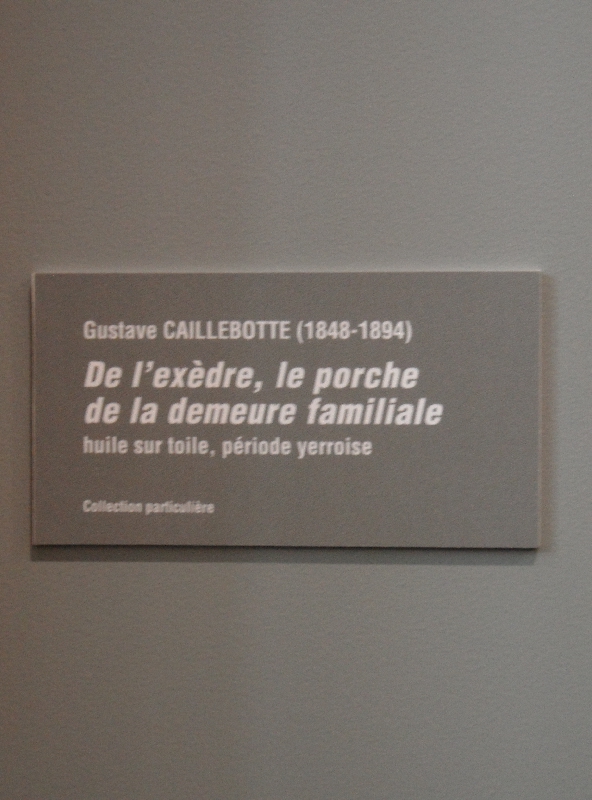 Gustave CAILLEBOTTE (1848-1894)
De l'exèdre, le porche
de la demeure familiale
huile sur toile, période yerroise
Collection particulière